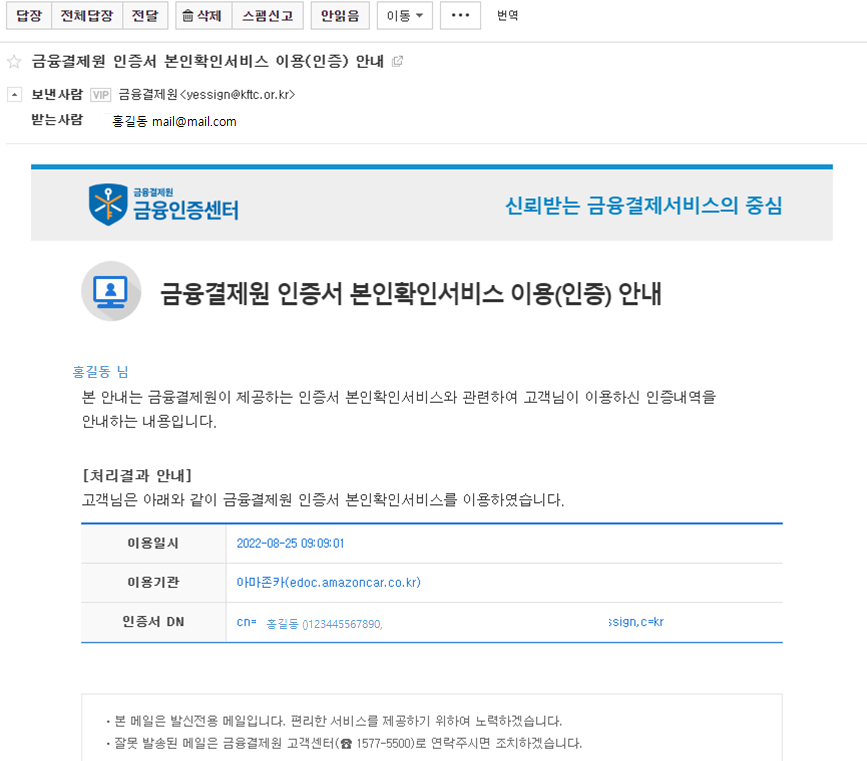 답장 전체답장 전달 삭제 스팸신고 안읽음 이동 ··· 번역
금융결제원 인증서 본인확인서비스 이용(인증) 안내
보낸사람 VIP 금융결제원<yessign@kftc.or.kr>
받는사람 홍길동 mail@mail.com
금융결제원
금융인증센터
신뢰받는 금융결제서비스의 중심
금융결제원 인증서 본인확인서비스 이용(인증) 안내
홍길동 님
본 안내는 금융결제원이 제공하는 인증서 본인확인서비스와 관련하여 고객님이 이용하신 인증내역을
안내하는 내용입니다.
[처리결과 안내]
고객님은 아래와 같이 금융결제원 인증서 본인확인서비스를 이용하였습니다.
이용일시 2022-08-25 09:09:01
이용기관 아마존카(edoc.amazoncar.co.kr)
인증서 DN cn= 홍길동 ()123445567890, ssign,c=kr
· 본 메일은 발신전용 메일입니다. 편리한 서비스를 제공하기 위하여 노력하겠습니다.
· 잘못 발송된 메일은 금융결제원 고객센터(☎ 1577-5500)로 연락주시면 조치하겠습니다.